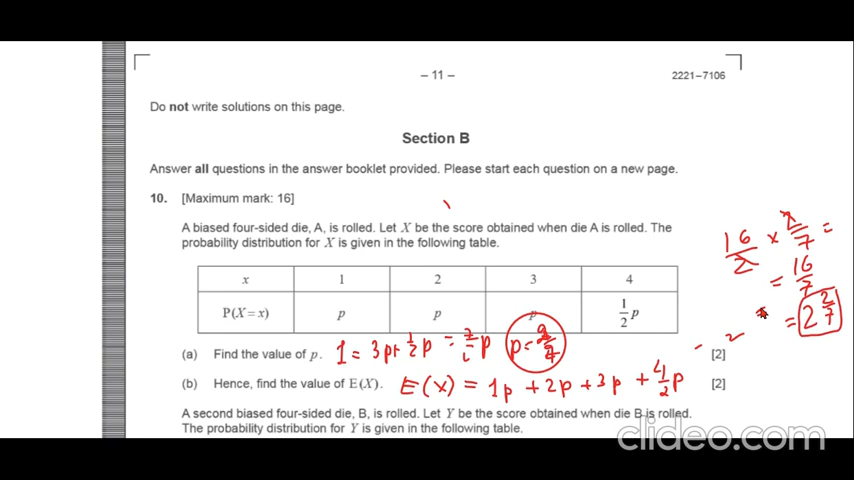 – 11 –
2221–7106
Do not write solutions on this page.
Section B
Answer all questions in the answer booklet provided. Please start each question on a new page.
10. [Maximum mark: 16]
A biased four-sided die, A, is rolled. Let X be the score obtained when die A is rolled. The
probability distribution for X is given in the following table.
x 1 2 3 4
P(X = x) p p p 1/2 p
(a) Find the value of p. 1 = 3p + 1/2 p = 7/2 p p = 2/7 [2]
(b) Hence, find the value of E(X). E(X) = 1p + 2p + 3p + 4/2 p [2]
16/2 × 2/7 =
= 16/7
= 2 2/7
A second biased four-sided die, B, is rolled. Let Y be the score obtained when die B is rolled.
The probability distribution for Y is given in the following table.
clideo.com